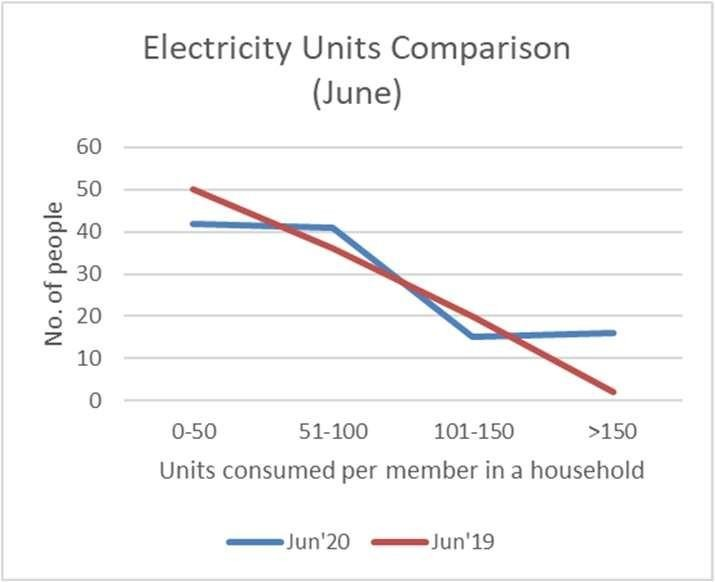 Electricity Units Comparison
(June)
60
50
40
30
20
10
0
No. of people
0-50 51-100 101-150 >150
Units consumed per member in a household
Jun'20 Jun'19